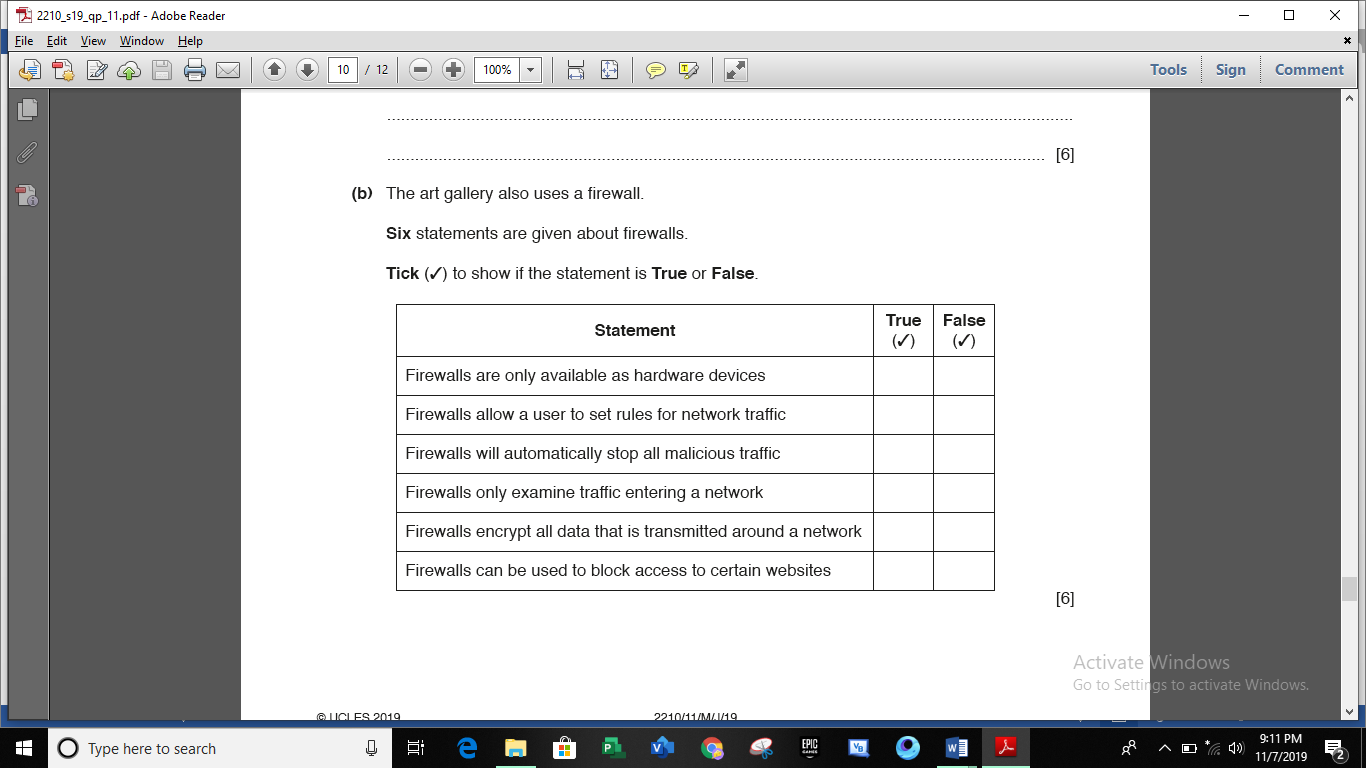 2210_s19_qp_11.pdf - Adobe Reader
File Edit View Window Help
10 / 12 100% Tools Sign Comment
........................................................................................................................................................
................................................................................................................................................... [6]
(b) The art gallery also uses a firewall.
Six statements are given about firewalls.
Tick (✓) to show if the statement is True or False.
Statement True (✓) False (✓)
Firewalls are only available as hardware devices
Firewalls allow a user to set rules for network traffic
Firewalls will automatically stop all malicious traffic
Firewalls only examine traffic entering a network
Firewalls encrypt all data that is transmitted around a network
Firewalls can be used to block access to certain websites
[6]
Activate Windows
Go to Settings to activate Windows.
© UCLES 2019 2210/11/M/J/19
Type here to search
9:11 PM
11/7/2019
2